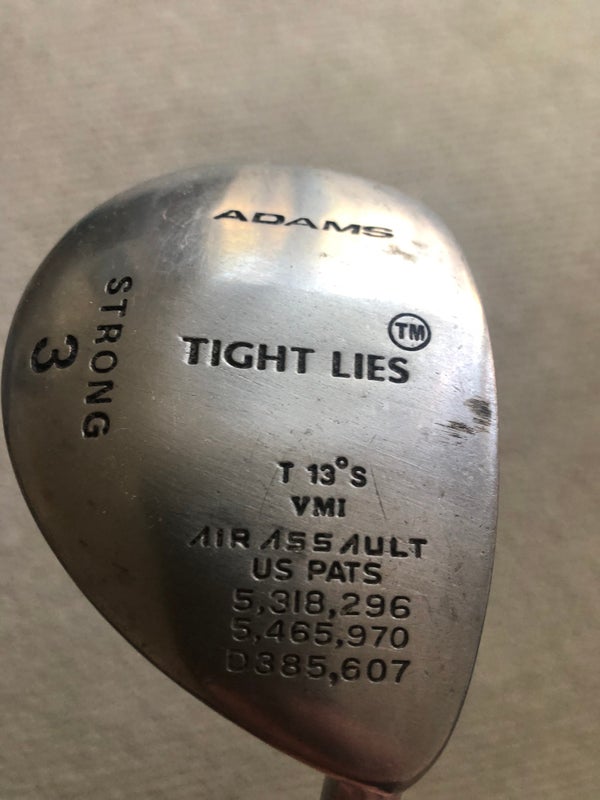 ADAMS
TIGHT LIES TM
STRONG
3
T 13°S
VMI
AIR ASSAULT
US PATS
5,318,296
5,465,970
D385,607